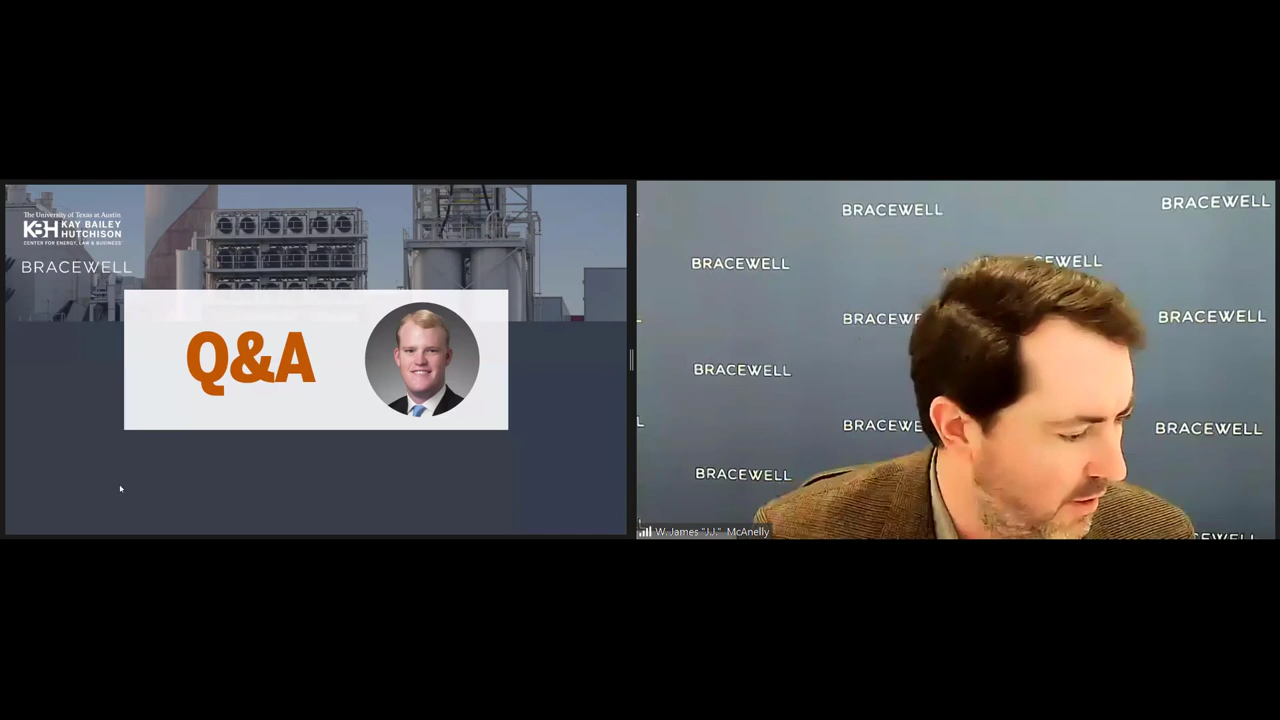 The University of Texas at Austin
KBH KAY BAILEY
HUTCHISON
CENTER FOR ENERGY, LAW & BUSINESS
BRACEWELL
Q&A
BRACEWELL
BRACEWELL
BRACEWELL
BRACEWELL
BRACEWELL
BRACEWELL
BRACEWELL
BRACEWELL
BRACEWELL
BRACEWELL
W. James "J.J." McAnelly